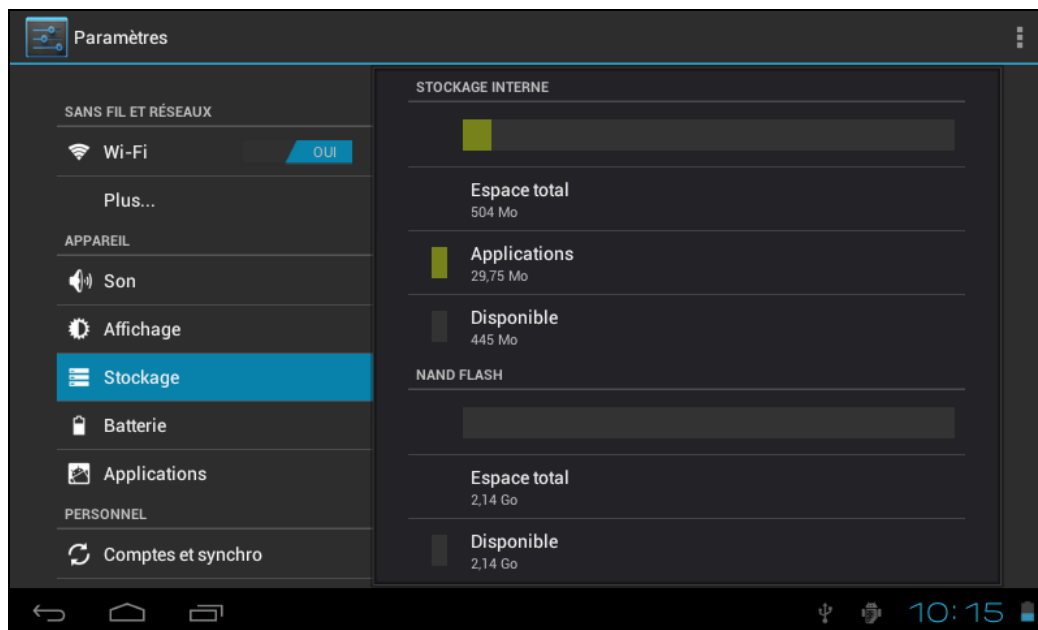 Paramètres
SANS FIL ET RÉSEAUX
Wi-Fi
OUI
Plus...
APPAREIL
Son
Affichage
Stockage
Batterie
Applications
PERSONNEL
Comptes et synchro
STOCKAGE INTERNE
Espace total
504 Mo
Applications
29,75 Mo
Disponible
445 Mo
NAND FLASH
Espace total
2,14 Go
Disponible
2,14 Go
10:15